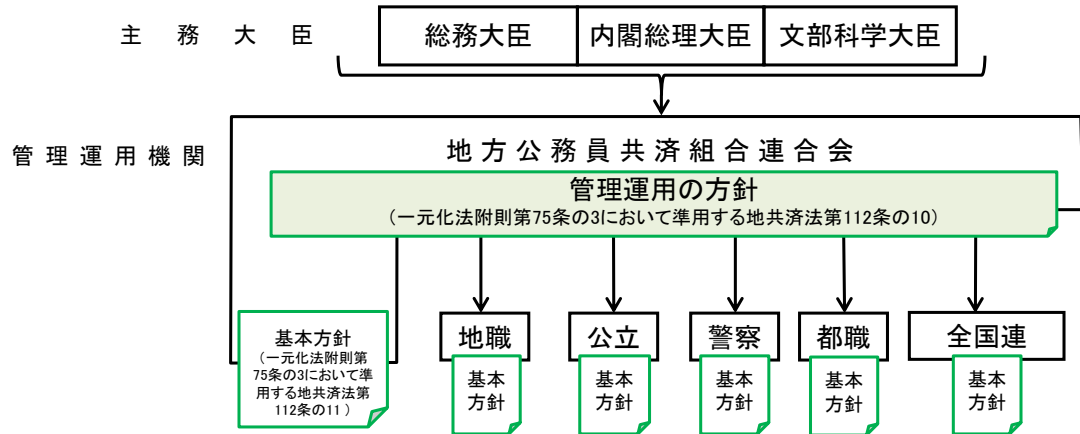 主務大臣
総務大臣 内閣総理大臣 文部科学大臣
管理運用機関
地方公務員共済組合連合会
管理運用の方針
（一元化法附則第75条の3において準用する地共済法第112条の10）
基本方針
（一元化法附則第
75条の3において準
用する地共済法第
112条の11）
地職 公立 警察 都職 全国連
基本
方針
基本
方針
基本
方針
基本
方針
基本
方針